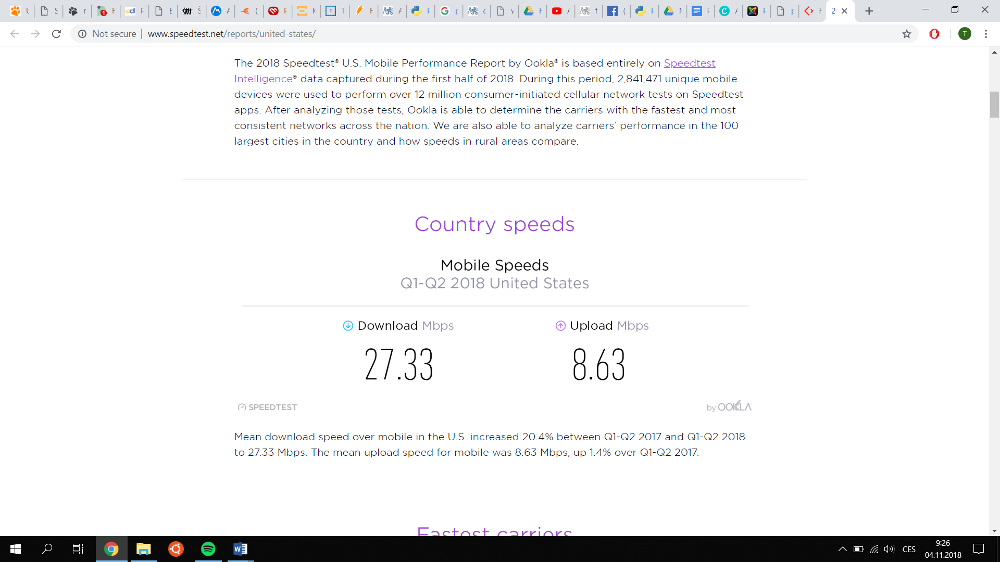 Not secure | www.speedtest.net/reports/united-states/
T
The 2018 Speedtest® U.S. Mobile Performance Report by Ookla® is based entirely on Speedtest
Intelligence® data captured during the first half of 2018. During this period, 2,841,471 unique mobile
devices were used to perform over 12 million consumer-initiated cellular network tests on Speedtest
apps. After analyzing those tests, Ookla is able to determine the carriers with the fastest and most
consistent networks across the nation. We are also able to analyze carriers’ performance in the 100
largest cities in the country and how speeds in rural areas compare.
Country speeds
Mobile Speeds
Q1-Q2 2018 United States
Download Mbps
Upload Mbps
27.33
8.63
SPEEDTEST
by OOKLA
Mean download speed over mobile in the U.S. increased 20.4% between Q1-Q2 2017 and Q1-Q2 2018
to 27.33 Mbps. The mean upload speed for mobile was 8.63 Mbps, up 1.4% over Q1-Q2 2017.
Fastest carriers
CES
9:26
04.11.2018